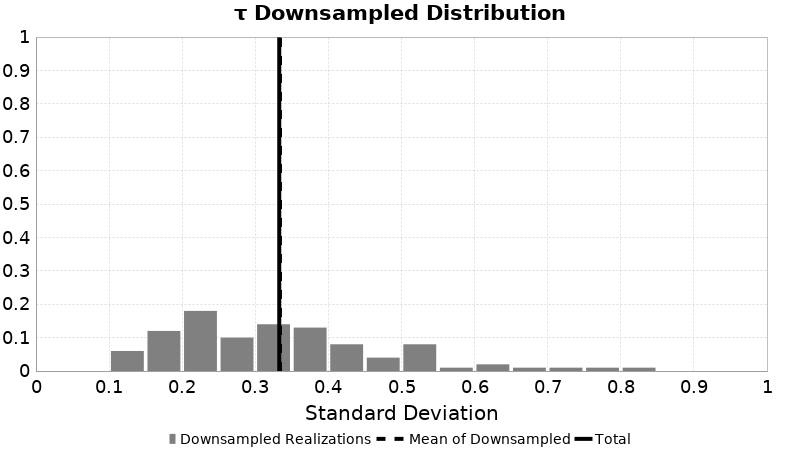 τ Downsampled Distribution
1
0.9
0.8
0.7
0.6
0.5
0.4
0.3
0.2
0.1
0
0 0.1 0.2 0.3 0.4 0.5 0.6 0.7 0.8 0.9 1
Standard Deviation
Downsampled Realizations Mean of Downsampled Total